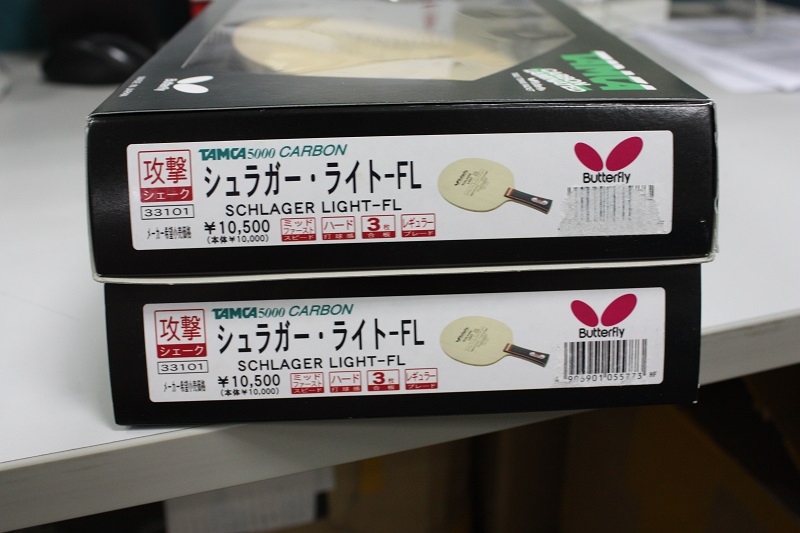 Butterfly
TAMCA
攻撃
シェーク
33101
メーカー希望小売価格
TAMCA5000 CARBON
シュラガー・ライト-FL
SCHLAGER LIGHT-FL
¥10,500
(本体¥10,000)
ミッド
ファースト
スピード
ハード
打球感
3枚
合板
レギュラー
ブレード
Butterfly
攻撃
シェーク
33101
メーカー希望小売価格
TAMCA5000 CARBON
シュラガー・ライト-FL
SCHLAGER LIGHT-FL
¥10,500
(本体¥10,000)
ミッド
ファースト
スピード
ハード
打球感
3枚
合板
レギュラー
ブレード
Butterfly
4 906901 055773 HF